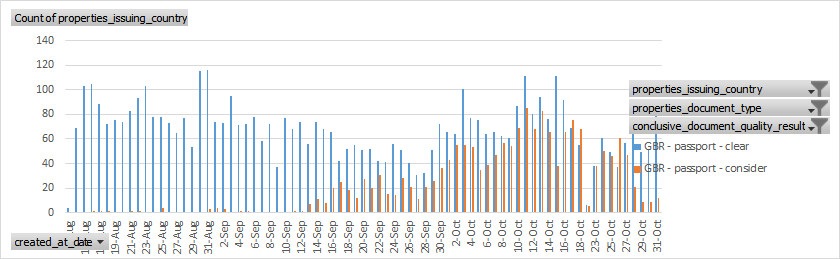 Count of properties_issuing_country
140
120
100
80
60
40
20
0
properties_issuing_country
properties_document_type
conclusive_document_quality_result
GBR - passport - clear
GBR - passport - consider
19-Aug
21-Aug
23-Aug
25-Aug
27-Aug
29-Aug
31-Aug
2-Sep
4-Sep
6-Sep
8-Sep
10-Sep
12-Sep
14-Sep
16-Sep
18-Sep
20-Sep
22-Sep
24-Sep
26-Sep
28-Sep
30-Sep
2-Oct
4-Oct
6-Oct
8-Oct
10-Oct
12-Oct
14-Oct
16-Oct
18-Oct
23-Oct
25-Oct
27-Oct
29-Oct
31-Oct
created_at_date